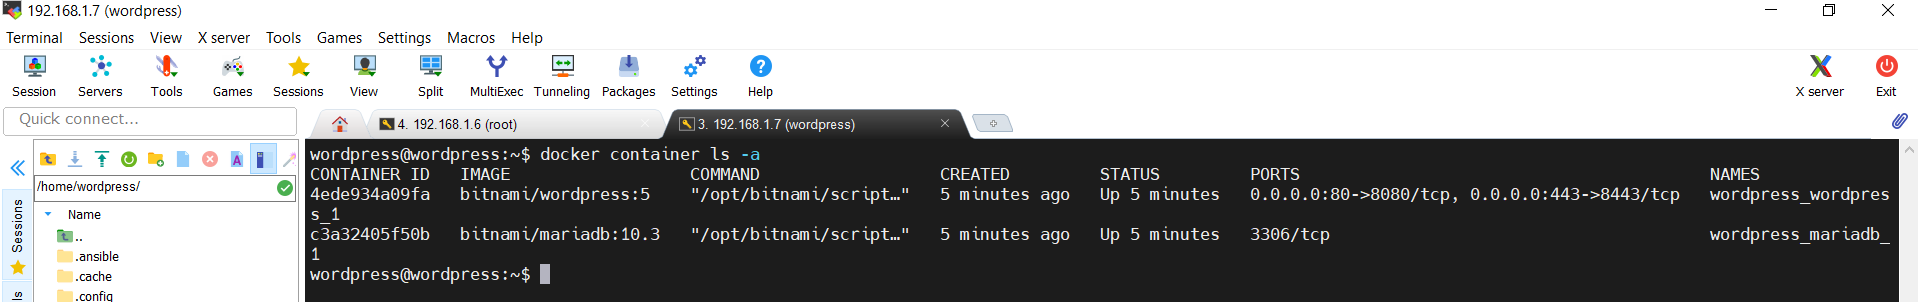 192.168.1.7 (wordpress)
Terminal Sessions View X server Tools Games Settings Macros Help
Session Servers Tools Games Sessions View Split MultiExec Tunneling Packages Settings Help X server Exit
Quick connect...
4. 192.168.1.6 (root)
3. 192.168.1.7 (wordpress)
/home/wordpress/
Name
..
.ansible
.cache
.config
Sessions
ls
wordpress@wordpress:~$ docker container ls -a
CONTAINER ID IMAGE COMMAND CREATED STATUS PORTS NAMES
4ede934a09fa bitnami/wordpress:5 "/opt/bitnami/script…" 5 minutes ago Up 5 minutes 0.0.0.0:80->8080/tcp, 0.0.0.0:443->8443/tcp wordpress_wordpres
s_1
c3a32405f50b bitnami/mariadb:10.3 "/opt/bitnami/script…" 5 minutes ago Up 5 minutes 3306/tcp wordpress_mariadb_
1
wordpress@wordpress:~$